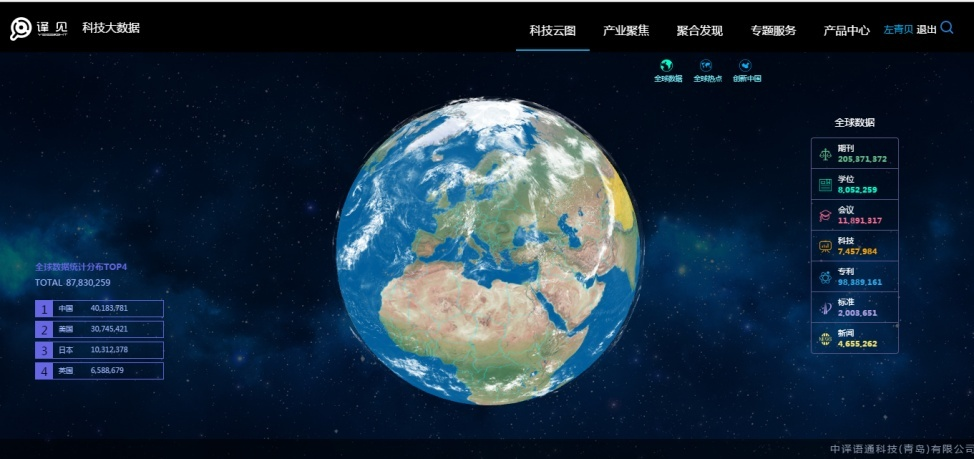 译见
YEESIGHT
科技大数据
科技云图
产业聚焦
聚合发现
专题服务
产品中心
左青贝 退出
全球数据
全球热点
创新中国
全球数据
期刊
205,371,372
学位
8,052,259
会议
11,891,317
科技
7,457,984
专利
98,389,161
标准
2,003,651
新闻
4,655,262
全球数据统计分布TOP4
TOTAL 87,830,259
1 中国 40,183,781
2 美国 30,745,421
3 日本 10,312,378
4 英国 6,588,679
中译语通科技(青岛)有限公司